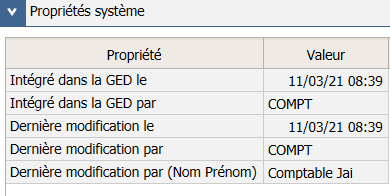 Propriétés système
Propriété Valeur
Intégré dans la GED le 11/03/21 08:39
Intégré dans la GED par COMPT
Dernière modification le 11/03/21 08:39
Dernière modification par COMPT
Dernière modification par (Nom Prénom) Comptable Jai